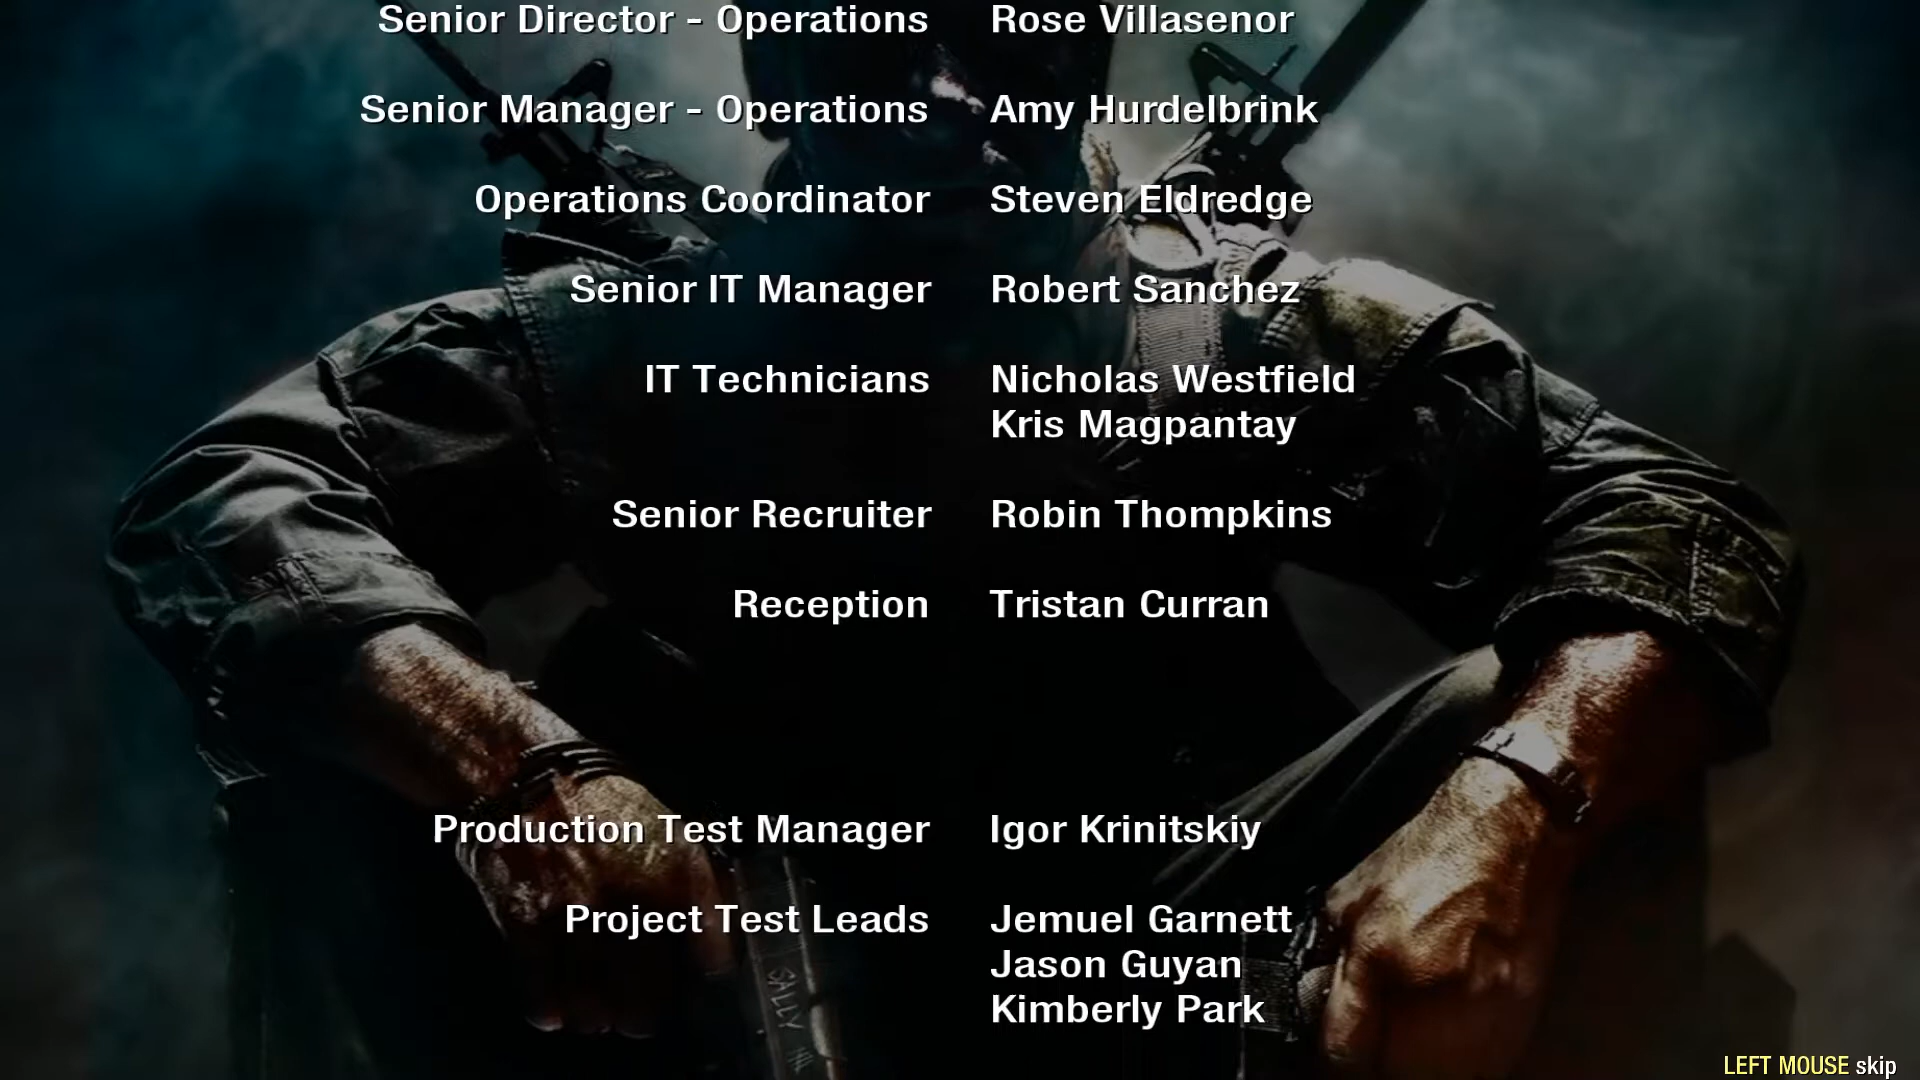 Senior Director - Operations Rose Villasenor
Senior Manager - Operations Amy Hurdelbrink
Operations Coordinator Steven Eldredge
Senior IT Manager Robert Sanchez
IT Technicians Nicholas Westfield
Kris Magpantay
Senior Recruiter Robin Thompkins
Reception Tristan Curran
Production Test Manager Igor Krinitskiy
Project Test Leads Jemuel Garnett
Jason Guyan
Kimberly Park
SALLY
LEFT MOUSE skip